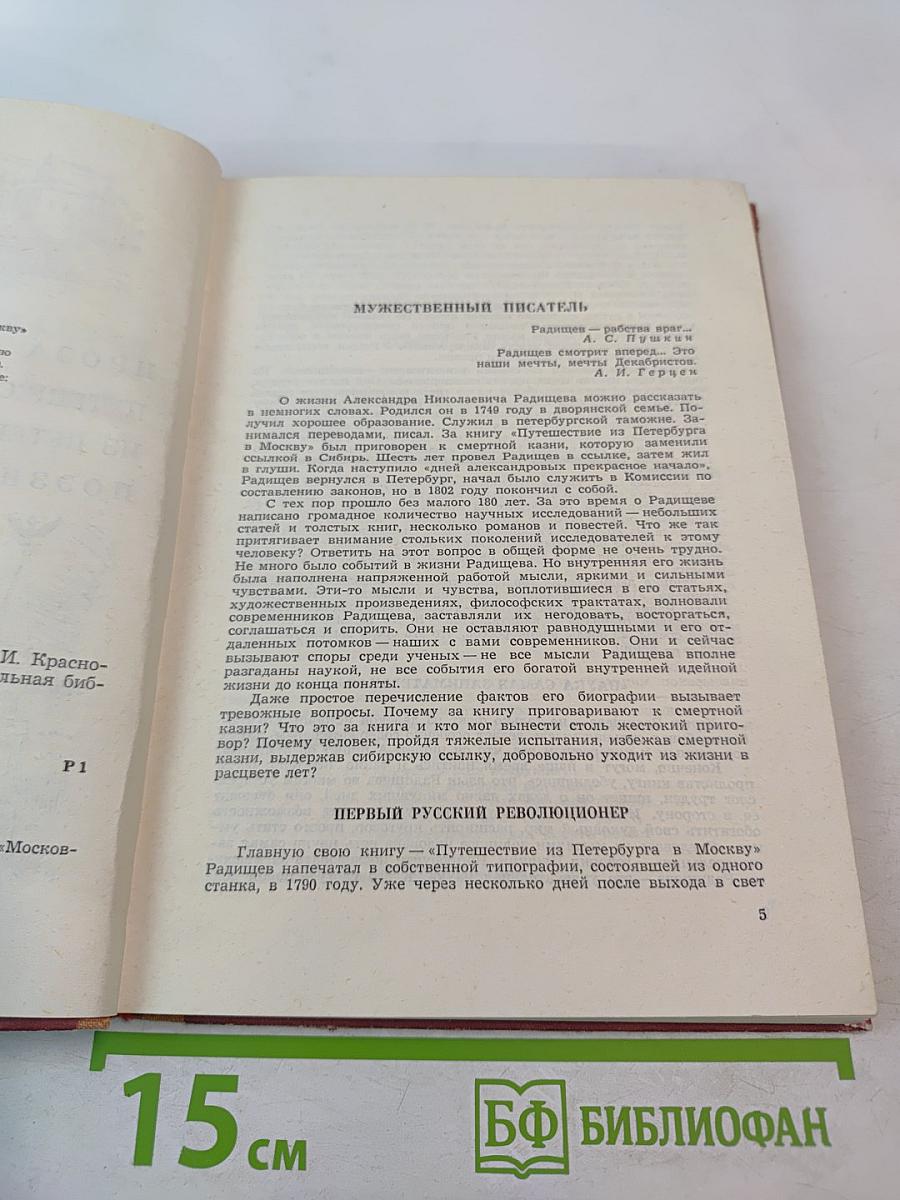 кву»
ю
е:
И. Красно-
льная биб-
Р 1
«Москов-
МУЖЕСТВЕННЫЙ ПИСАТЕЛЬ
Радищев — рабства враг...
А. С. Пушкин
Радищев смотрит вперед... Это
наши мечты, мечты Декабристов.
А. И. Герцен
О жизни Александра Николаевича Радищева можно рассказать
в немногих словах. Родился он в 1749 году в дворянской семье. По-
лучил хорошее образование. Служил в петербургской таможне. За-
нимался переводами, писал. За книгу «Путешествие из Петербурга
в Москву» был приговорен к смертной казни, которую заменили
ссылкой в Сибирь. Шесть лет провел Радищев в ссылке, затем жил
в глуши. Когда наступило «дней александровых прекрасное начало»,
Радищев вернулся в Петербург, начал было служить в Комиссии по
составлению законов, но в 1802 году покончил с собой.
С тех пор прошло без малого 180 лет. За это время о Радищеве
написано громадное количество научных исследований — небольших
статей и толстых книг, несколько романов и повестей. Что же так
притягивает внимание стольких поколений исследователей к этому
человеку? Ответить на этот вопрос в общей форме не очень трудно.
Не много было событий в жизни Радищева. Но внутренняя его жизнь
была наполнена напряженной работой мысли, яркими и сильными
чувствами. Эти-то мысли и чувства, воплотившиеся в его статьях,
художественных произведениях, философских трактатах, волновали
современников Радищева, заставляли их негодовать, восторгаться,
соглашаться и спорить. Они не оставляют равнодушными и его от-
даленных потомков — наших с вами современников. Они и сейчас
вызывают споры среди ученых — не все мысли Радищева вполне
разгаданы наукой, не все события его богатой внутренней идейной
жизни до конца поняты.
Даже простое перечисление фактов его биографии вызывает
тревожные вопросы. Почему за книгу приговаривают к смертной
казни? Что это за книга и кто мог вынести столь жестокий приго-
вор? Почему человек, пройдя тяжелые испытания, избежав смертной
казни, выдержав сибирскую ссылку, добровольно уходит из жизни в
расцвете лет?
ПЕРВЫЙ РУССКИЙ РЕВОЛЮЦИОНЕР
Главную свою книгу — «Путешествие из Петербурга в Москву»
Радищев напечатал в собственной типографии, состоявшей из одного
станка, в 1790 году. Уже через несколько дней после выхода в свет
5
15 см
БФ БИБЛИОФАН